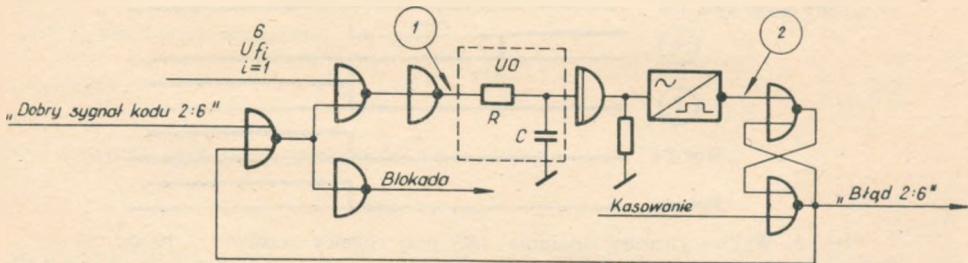 6
Ufi
i=1
1
UO
2
R
C
„Dobry sygnał kodu 2:6"
Blokada
Kasowanie
„Błąd 2:6"